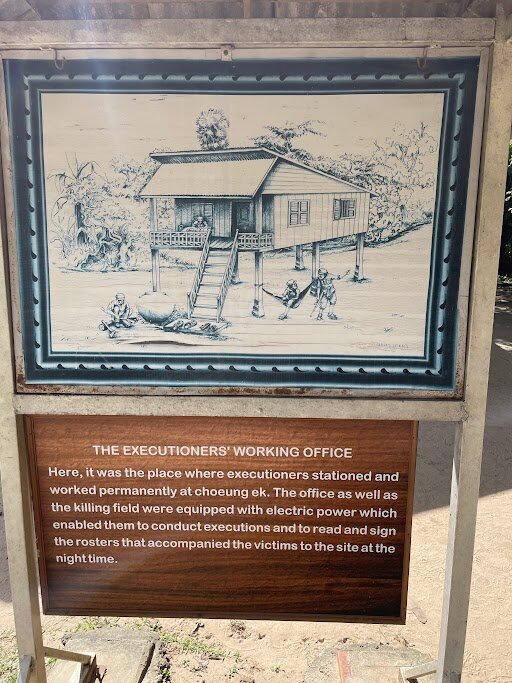 THE EXECUTIONERS' WORKING OFFICE
Here, it was the place where executioners stationed and
worked permanently at choeung ek. The office as well as
the killing field were equipped with electric power which
enabled them to conduct executions and to read and sign
the rosters that accompanied the victims to the site at the
night time.